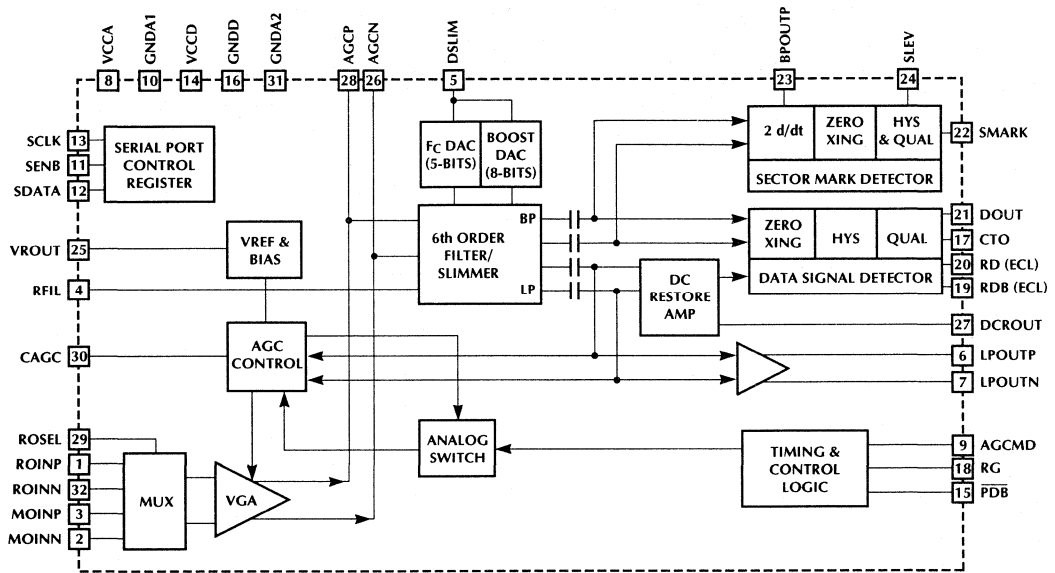 VCCA
GNDA1
VCCD
GNDD
GNDA2
AGCP
AGCN
DSLIM
BPOUTP
SLEV
8
10
14
16
31
28
26
5
23
24
SCLK 13
SENB 11
SDATA 12
SERIAL PORT
CONTROL
REGISTER
FC DAC
(5-BITS)
BOOST
DAC
(8-BITS)
2 d/dt
ZERO
XING
HYS
& QUAL
SECTOR MARK DETECTOR
22 SMARK
VROUT 25
VREF &
BIAS
RFIL 4
BP
6th ORDER
FILTER/
SLIMMER
LP
ZERO
XING
HYS
QUAL
DATA SIGNAL DETECTOR
21 DOUT
17 CTO
20 RD (ECL)
19 RDB (ECL)
DC
RESTORE
AMP
27 DCROUT
CAGC 30
AGC
CONTROL
6 LPOUTP
7 LPOUTN
ROSEL 29
ROINP 1
ROINN 32
MOINP 3
MOINN 2
MUX
VGA
ANALOG
SWITCH
TIMING &
CONTROL
LOGIC
9 AGCMD
18 RG
15 PDB